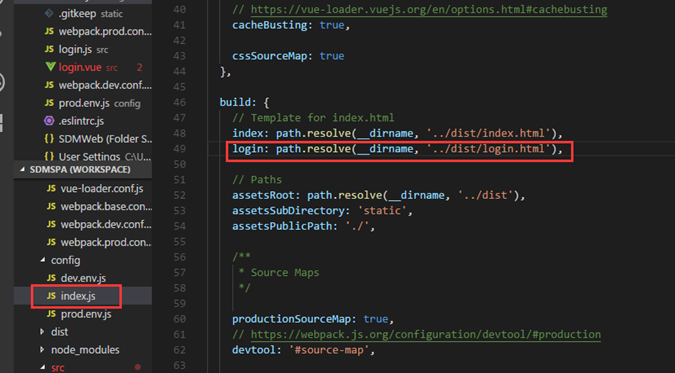 .gitkeep static
webpack.prod.con...
JS login.js src
login.vue src 2
JS webpack.dev.conf...
JS prod.env.js config
.eslintrc.js
{} SDMWeb (Folder S...
{} User Settings C:\U...
SDMSPA (WORKSPACE)
JS vue-loader.conf.js
JS webpack.base.con...
JS webpack.dev.conf...
JS webpack.prod.con...
config
JS dev.env.js
JS index.js
JS prod.env.js
dist
node_modules
src
40 // https://vue-loader.vuejs.org/en/options.html#cachebusting
41 cacheBusting: true,
42
43 cssSourceMap: true
44 },
45
46 build: {
47 // Template for index.html
48 index: path.resolve(__dirname, '../dist/index.html'),
49 login: path.resolve(__dirname, '../dist/login.html'),
50
51 // Paths
52 assetsRoot: path.resolve(__dirname, '../dist'),
53 assetsSubDirectory: 'static',
54 assetsPublicPath: './',
55
56 /**
57 * Source Maps
58 */
59
60 productionSourceMap: true,
61 // https://webpack.js.org/configuration/devtool/#production
62 devtool: '#source-map',
63